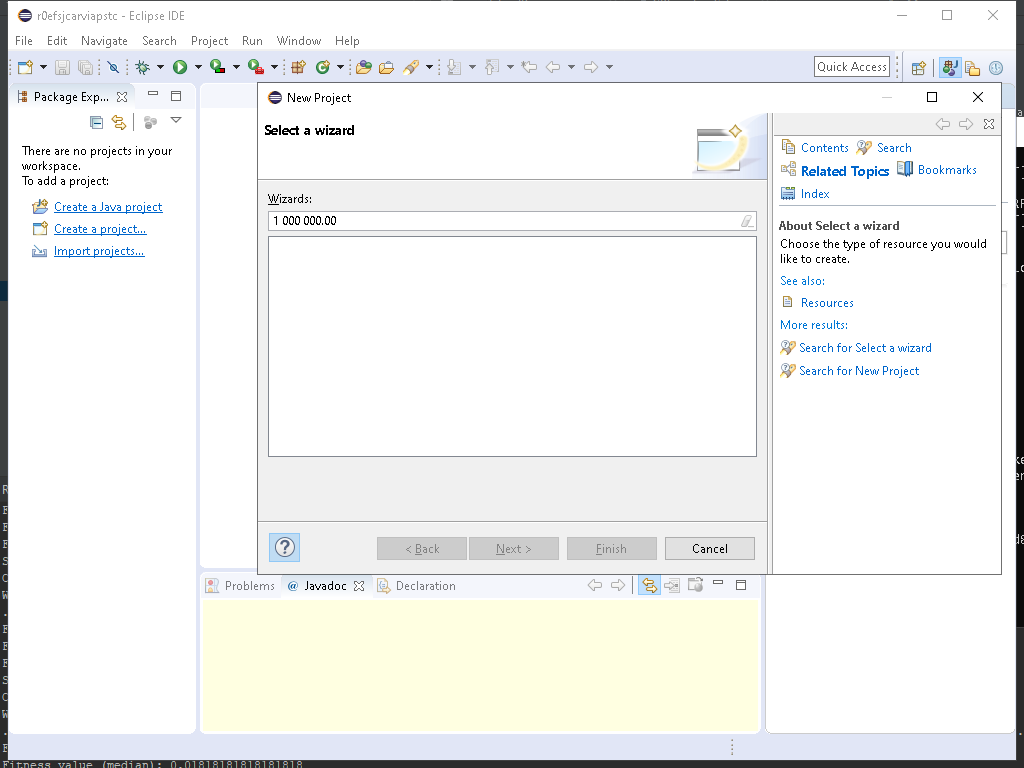 r0efsjcarviapstc - Eclipse IDE
File Edit Navigate Search Project Run Window Help
Quick Access
Package Exp...
There are no projects in your
workspace.
To add a project:
Create a Java project
Create a project...
Import projects...
New Project
Select a wizard
Wizards:
1 000 000.00
< Back
Next >
Finish
Cancel
Contents
Search
Related Topics
Bookmarks
Index
About Select a wizard
Choose the type of resource you would
like to create.
See also:
Resources
More results:
Search for Select a wizard
Search for New Project
Problems
@ Javadoc
Declaration
Fitness value (median): 0.01818181818181818